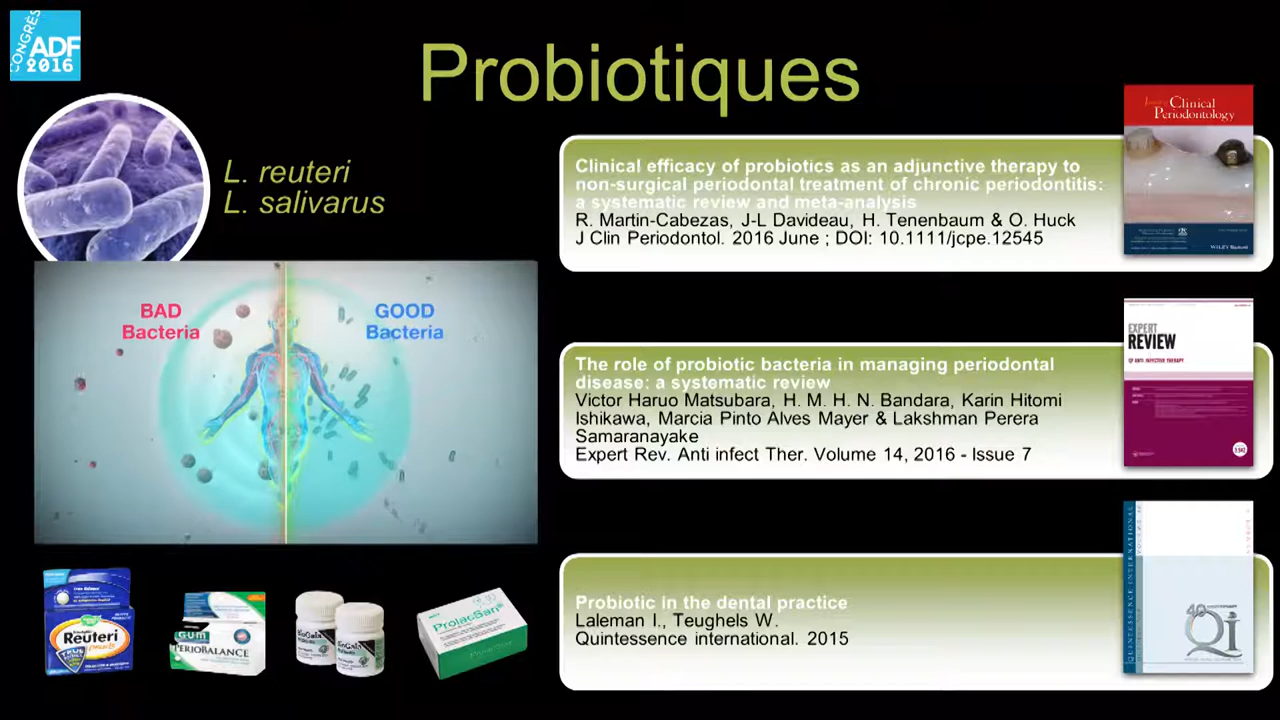 CONGRÈS
ADF
2016
Probiotiques
L. reuteri
L. salivarus
BAD
Bacteria
GOOD
Bacteria
Reuteri
GUM
PERIOBALANCE
BioGaia
BioGaia
ProlacSan
Clinical efficacy of probiotics as an adjunctive therapy to
non-surgical periodontal treatment of chronic periodontitis:
a systematic review and meta-analysis
R. Martin-Cabezas, J-L Davideau, H. Tenenbaum & O. Huck
J Clin Periodontol. 2016 June ; DOI: 10.1111/jcpe.12545
Clinical
Periodontology
WILEY Blackwell
The role of probiotic bacteria in managing periodontal
disease: a systematic review
Victor Haruo Matsubara, H. M. H. N. Bandara, Karin Hitomi
Ishikawa, Marcia Pinto Alves Mayer & Lakshman Perera
Samaranayake
Expert Rev. Anti infect Ther. Volume 14, 2016 - Issue 7
EXPERT
REVIEW
OF ANTI-INFECTIVE THERAPY
Probiotic in the dental practice
Laleman I., Teughels W.
Quintessence international. 2015
QUINTESSENCE INTERNATIONAL
QI